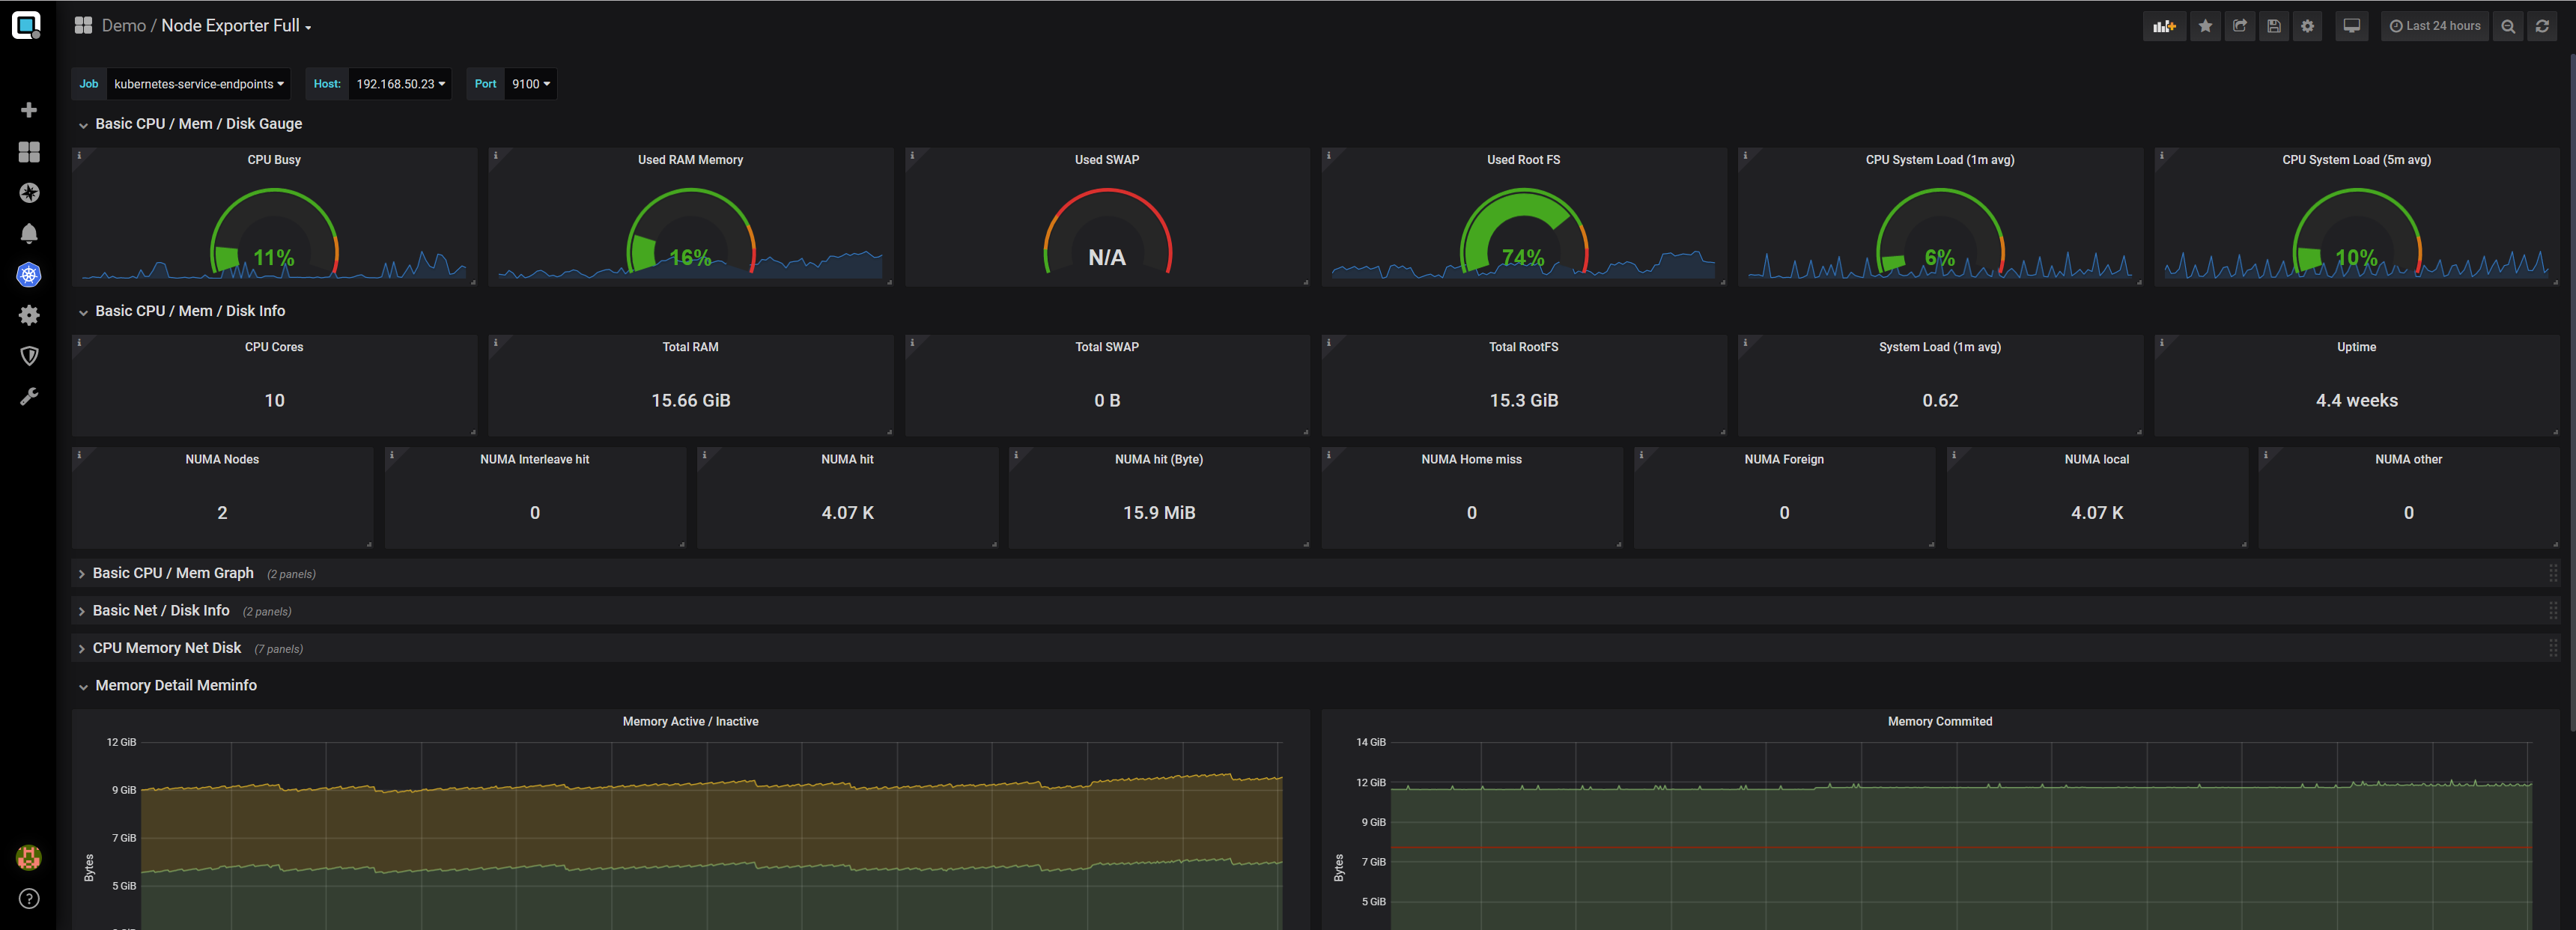 Demo / Node Exporter Full
Last 24 hours
Job kubernetes-service-endpoints Host: 192.168.50.23 Port 9100
Basic CPU / Mem / Disk Gauge
CPU Busy
11%
Used RAM Memory
16%
Used SWAP
N/A
Used Root FS
74%
CPU System Load (1m avg)
6%
CPU System Load (5m avg)
10%
Basic CPU / Mem / Disk Info
CPU Cores
10
Total RAM
15.66 GiB
Total SWAP
0 B
Total RootFS
15.3 GiB
System Load (1m avg)
0.62
Uptime
4.4 weeks
NUMA Nodes
2
NUMA Interleave hit
0
NUMA hit
4.07 K
NUMA hit (Byte)
15.9 MiB
NUMA Home miss
0
NUMA Foreign
0
NUMA local
4.07 K
NUMA other
0
Basic CPU / Mem Graph (2 panels)
Basic Net / Disk Info (2 panels)
CPU Memory Net Disk (7 panels)
Memory Detail Meminfo
Memory Active / Inactive
12 GiB
9 GiB
7 GiB
5 GiB
Bytes
Memory Commited
14 GiB
12 GiB
9 GiB
7 GiB
5 GiB
Bytes